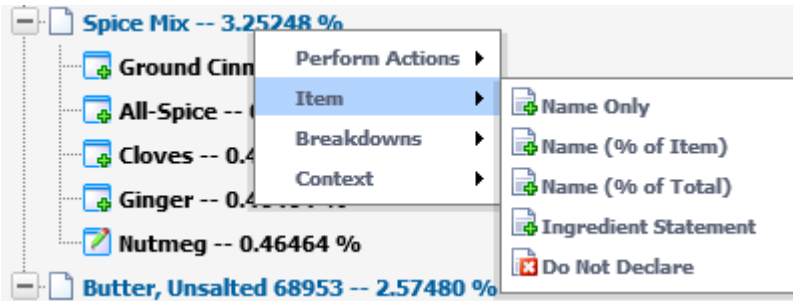 Spice Mix -- 3.25248 %
Ground Cinn
All-Spice --
Cloves -- 0.4
Ginger -- 0.
Nutmeg -- 0.46464 %
Butter, Unsalted 68953 -- 2.57480 %
Perform Actions
Item
Breakdowns
Context
Name Only
Name (% of Item)
Name (% of Total)
Ingredient Statement
Do Not Declare